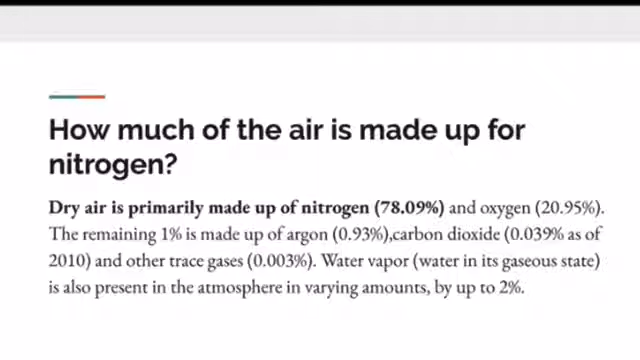 How much of the air is made up for
nitrogen?
Dry air is primarily made up of nitrogen (78.09%) and oxygen (20.95%).
The remaining 1% is made up of argon (0.93%),carbon dioxide (0.039% as of
2010) and other trace gases (0.003%). Water vapor (water in its gaseous state)
is also present in the atmosphere in varying amounts, by up to 2%.